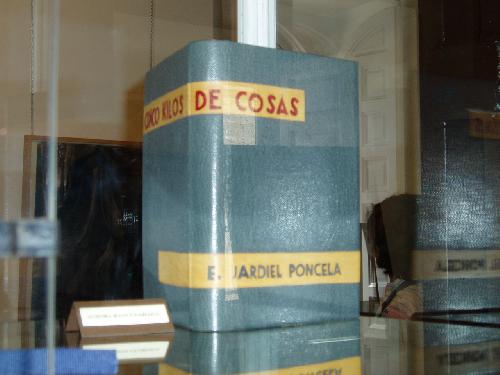 CINCO KILOS DE COSAS
E. JARDIEL PONCELA